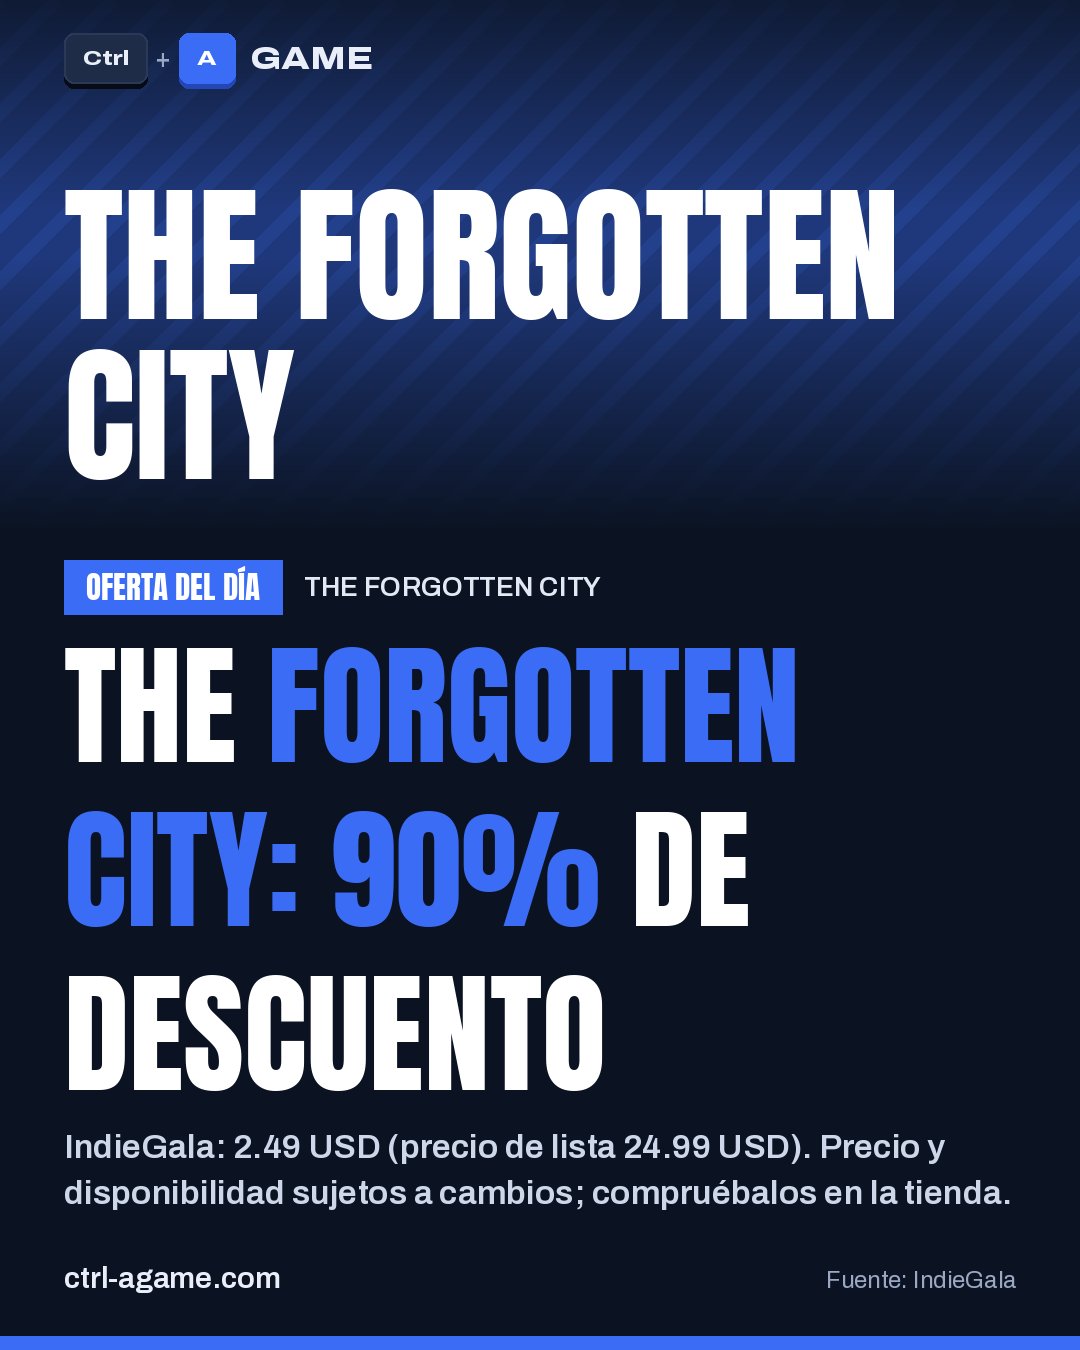 Ctrl + A GAME
THE FORGOTTEN
CITY
OFERTA DEL DÍA THE FORGOTTEN CITY
THE FORGOTTEN
CITY: 90% DE
DESCUENTO
IndieGala: 2.49 USD (precio de lista 24.99 USD). Precio y
disponibilidad sujetos a cambios; compruébalos en la tienda.
ctrl-agame.com Fuente: IndieGala